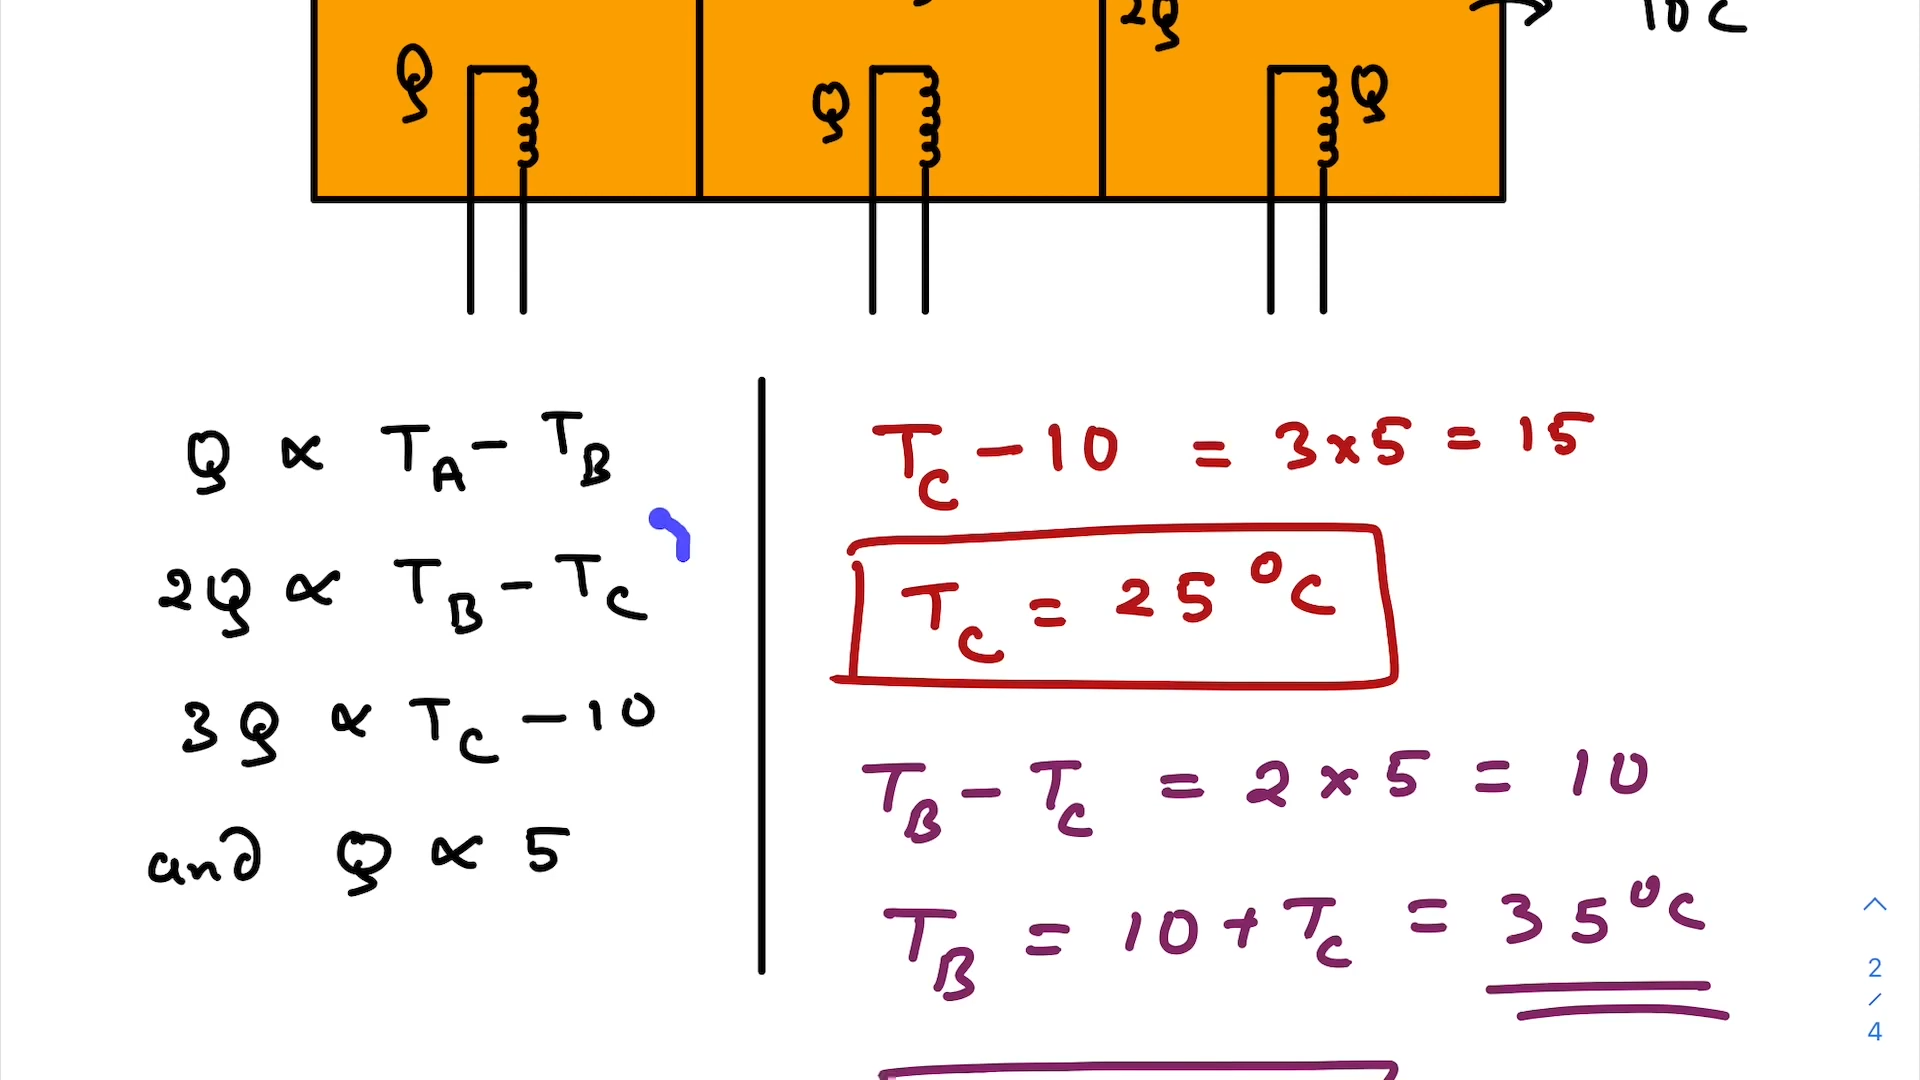 2Q
10 C
Q
Q
Q
Q ∝ T_A - T_B
2Q ∝ T_B - T_C
3Q ∝ T_C - 10
and Q ∝ 5
T_C - 10 = 3×5 = 15
T_C = 25 °C
T_B - T_C = 2 × 5 = 10
T_B = 10 + T_C = 35 °C
2
/
4